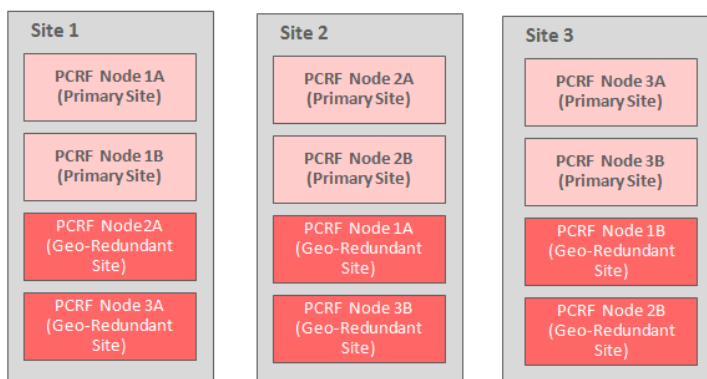 Site 1
PCRF Node 1A
(Primary Site)
PCRF Node 1B
(Primary Site)
PCRF Node2A
(Geo-Redundant
Site)
PCRF Node 3A
(Geo-Redundant
Site)
Site 2
PCRF Node 2A
(Primary Site)
PCRF Node 2B
(Primary Site)
PCRF Node 1A
(Geo-Redundant
Site)
PCRF Node 3B
(Geo-Redundant
Site)
Site 3
PCRF Node 3A
(Primary Site)
PCRF Node 3B
(Primary Site)
PCRF Node 1B
(Geo-Redundant
Site)
PCRF Node 2B
(Geo-Redundant
Site)